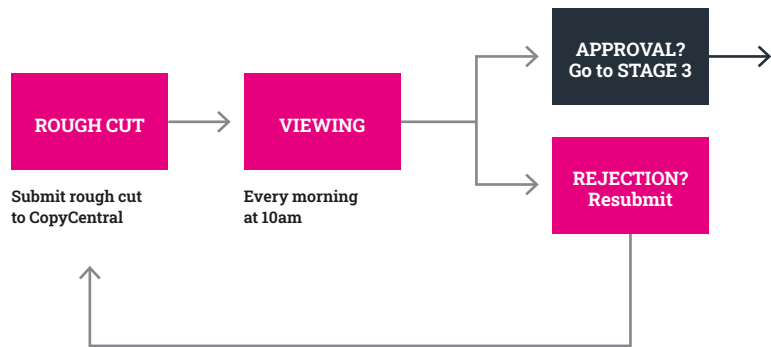 ROUGH CUT
Submit rough cut
to CopyCentral
VIEWING
Every morning
at 10am
APPROVAL?
Go to STAGE 3
REJECTION?
Resubmit